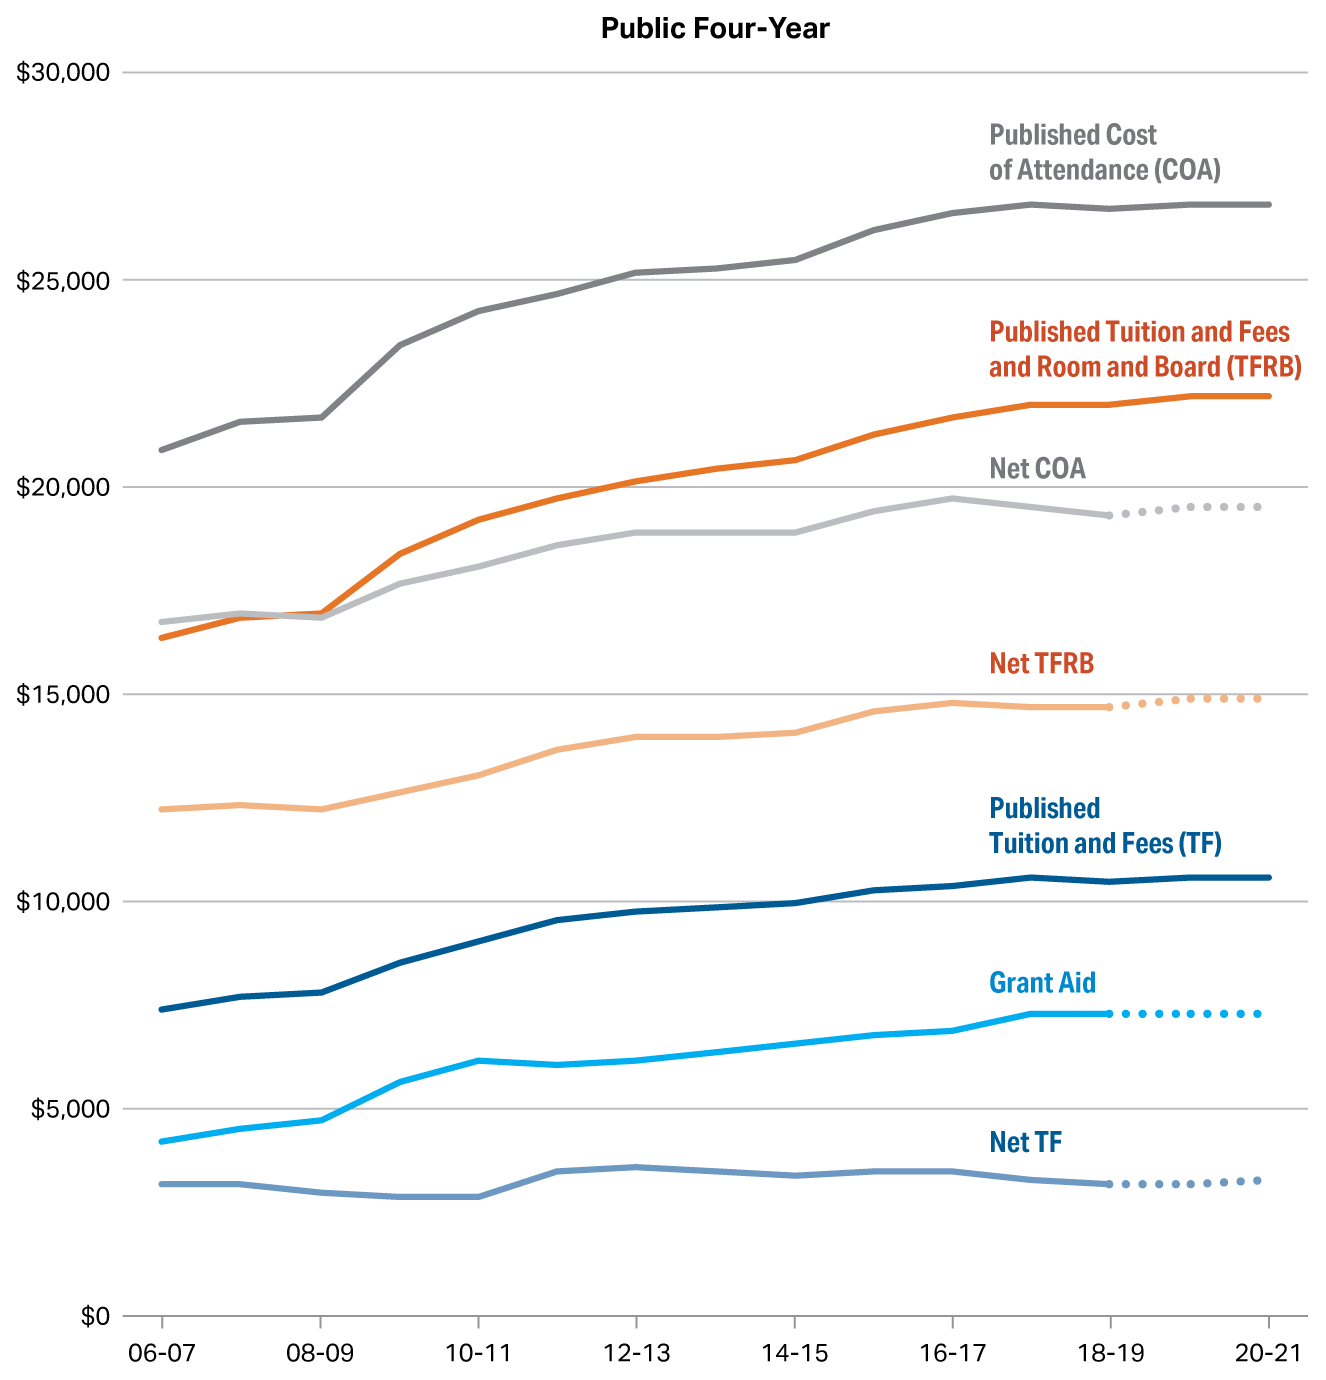 Public Four-Year
$30,000
Published Cost
of Attendance (COA)
$25,000
Published Tuition and Fees
and Room and Board (TFRB)
Net COA
$20,000
Net TFRB
$15,000
Published
Tuition and Fees (TF)
$10,000
Grant Aid
$5,000
Net TF
$0
06-07 08-09 10-11 12-13 14-15 16-17 18-19 20-21